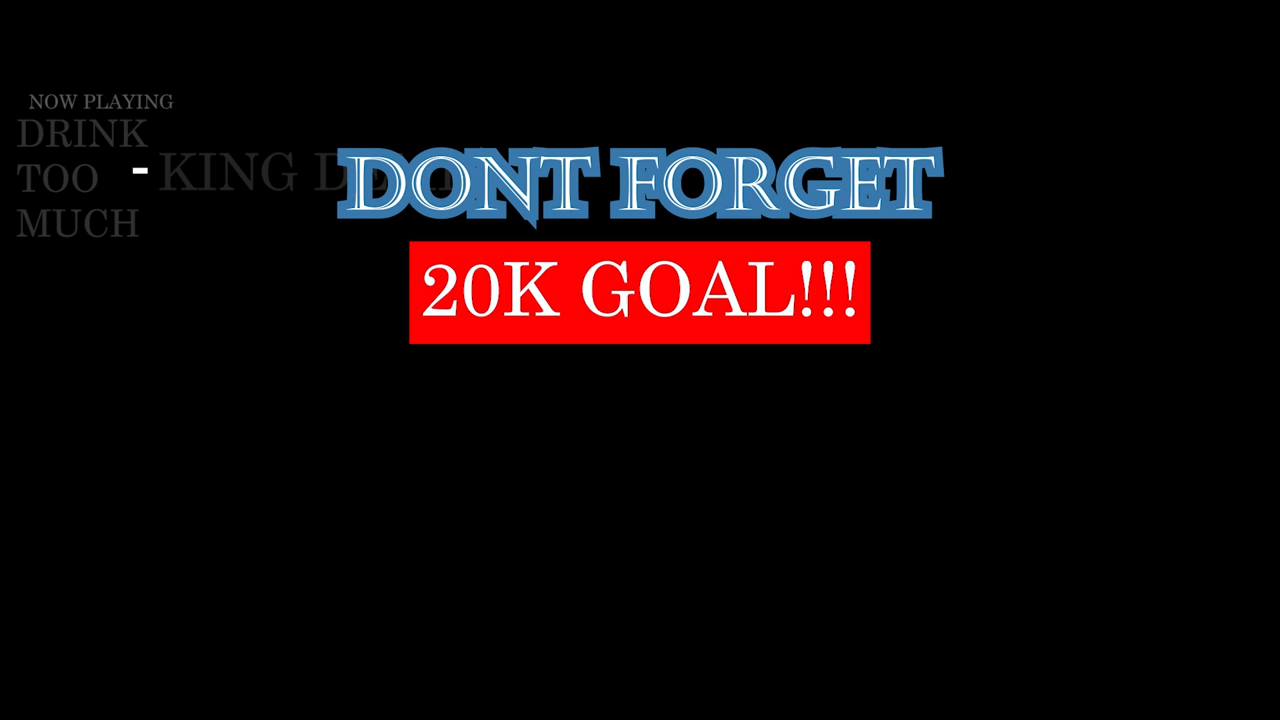 NOW PLAYING
DRINK
TOO
MUCH
- KING
DONT FORGET
20K GOAL!!!